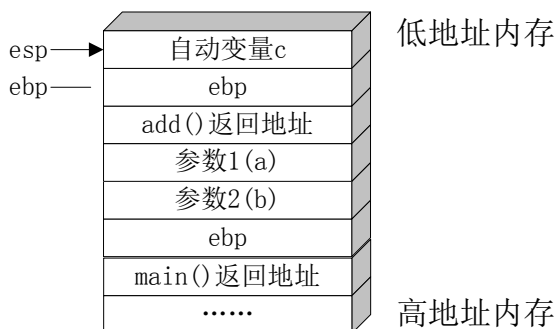 低地址内存
esp
自动变量c
ebp
ebp
add()返回地址
参数1(a)
参数2(b)
ebp
main()返回地址
……
高地址内存